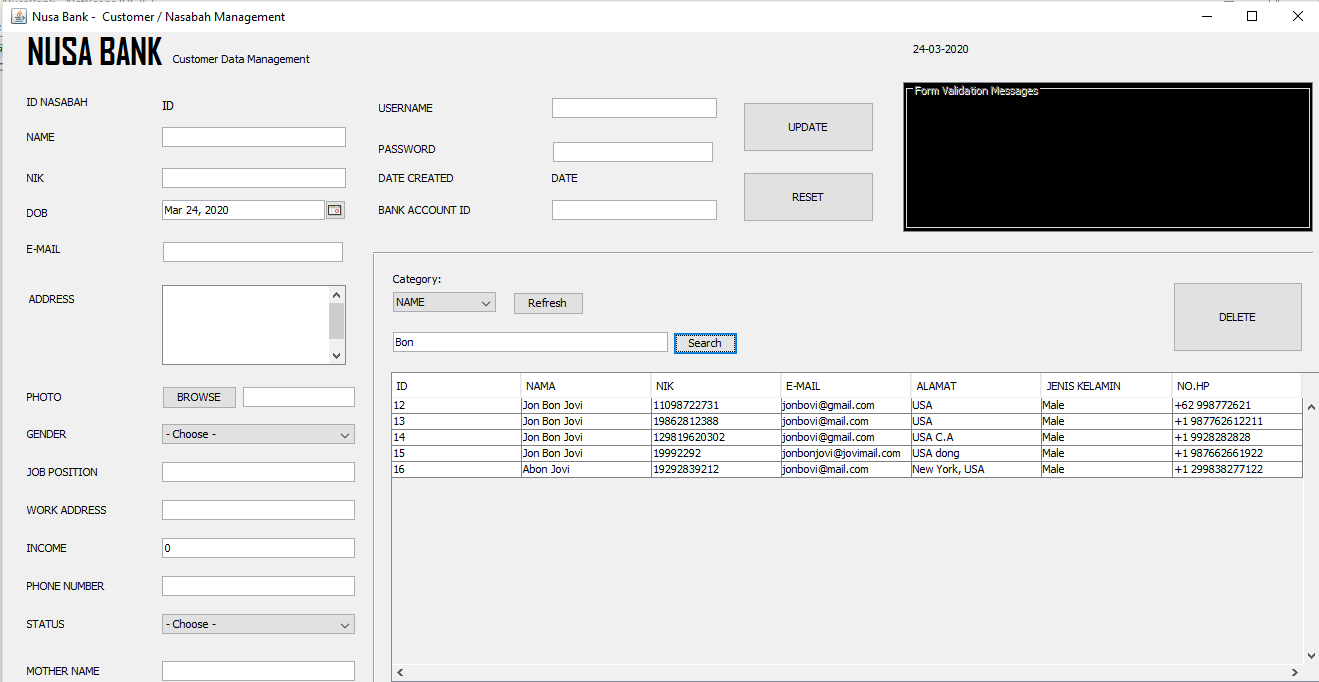 Nusa Bank - Customer / Nasabah Management
NUSA BANK Customer Data Management
24-03-2020
ID NASABAH ID
NAME
NIK
DOB Mar 24, 2020
E-MAIL
ADDRESS
PHOTO BROWSE
GENDER - Choose -
JOB POSITION
WORK ADDRESS
INCOME 0
PHONE NUMBER
STATUS - Choose -
MOTHER NAME
USERNAME
PASSWORD
DATE CREATED DATE
BANK ACCOUNT ID
UPDATE
RESET
Form Validation Messages
Category:
NAME Refresh
Bon Search
DELETE
ID NAMA NIK E-MAIL ALAMAT JENIS KELAMIN NO.HP
12 Jon Bon Jovi 11098722731 jonbovi@gmail.com USA Male +62 998772621
13 Jon Bon Jovi 19862812388 jonbovi@mail.com USA Male +1 987762612211
14 Jon Bon Jovi 129819620302 jonbovi@gmail.com USA C.A Male +1 9928282828
15 Jon Bon Jovi 19992292 jonbonjovi@jovimail.com USA dong Male +1 987662661922
16 Abon Jovi 19292839212 jonbovi@mail.com New York, USA Male +1 299838277122